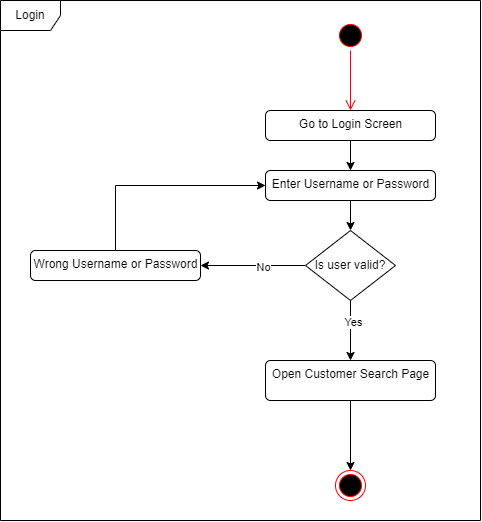 Login
Go to Login Screen
Enter Username or Password
Wrong Username or Password
No
Is user valid?
Yes
Open Customer Search Page